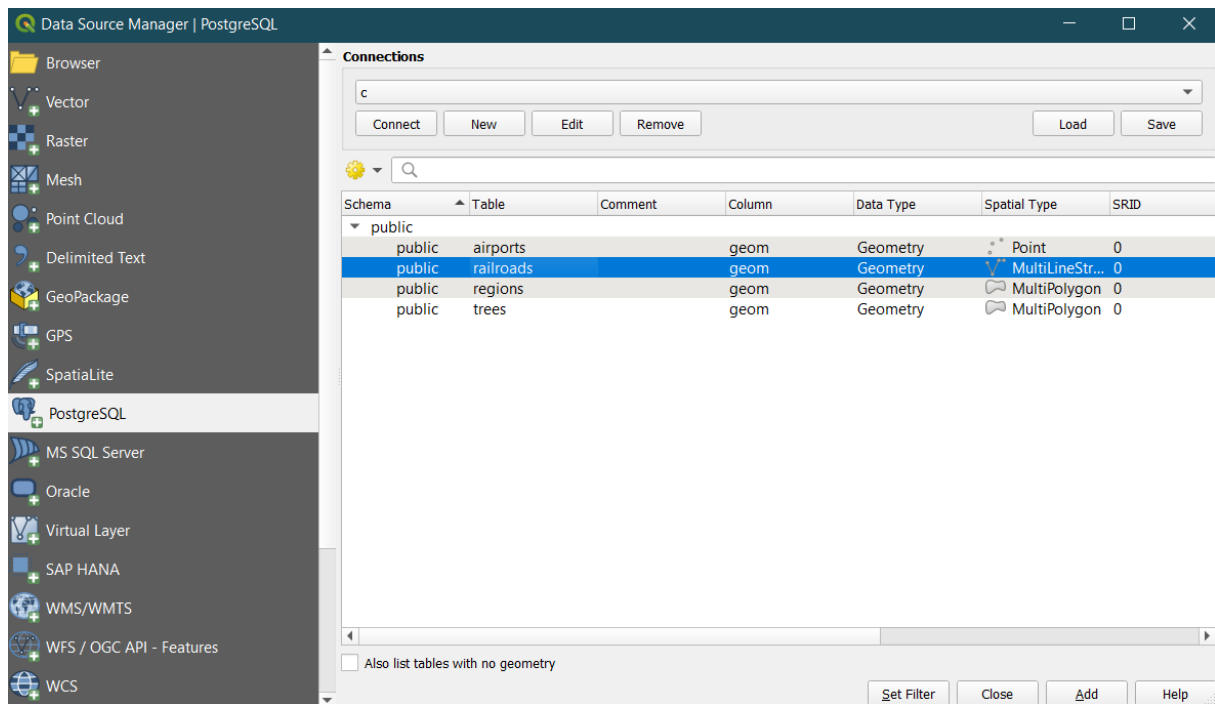 Data Source Manager | PostgreSQL
Browser
Vector
Raster
Mesh
Point Cloud
Delimited Text
GeoPackage
GPS
SpatiaLite
PostgreSQL
MS SQL Server
Oracle
Virtual Layer
SAP HANA
WMS/WMTS
WFS / OGC API - Features
WCS
Connections
c
Connect New Edit Remove Load Save
Schema Table Comment Column Data Type Spatial Type SRID
public
public airports geom Geometry Point 0
public railroads geom Geometry MultiLineStr... 0
public regions geom Geometry MultiPolygon 0
public trees geom Geometry MultiPolygon 0
Also list tables with no geometry
Set Filter Close Add Help